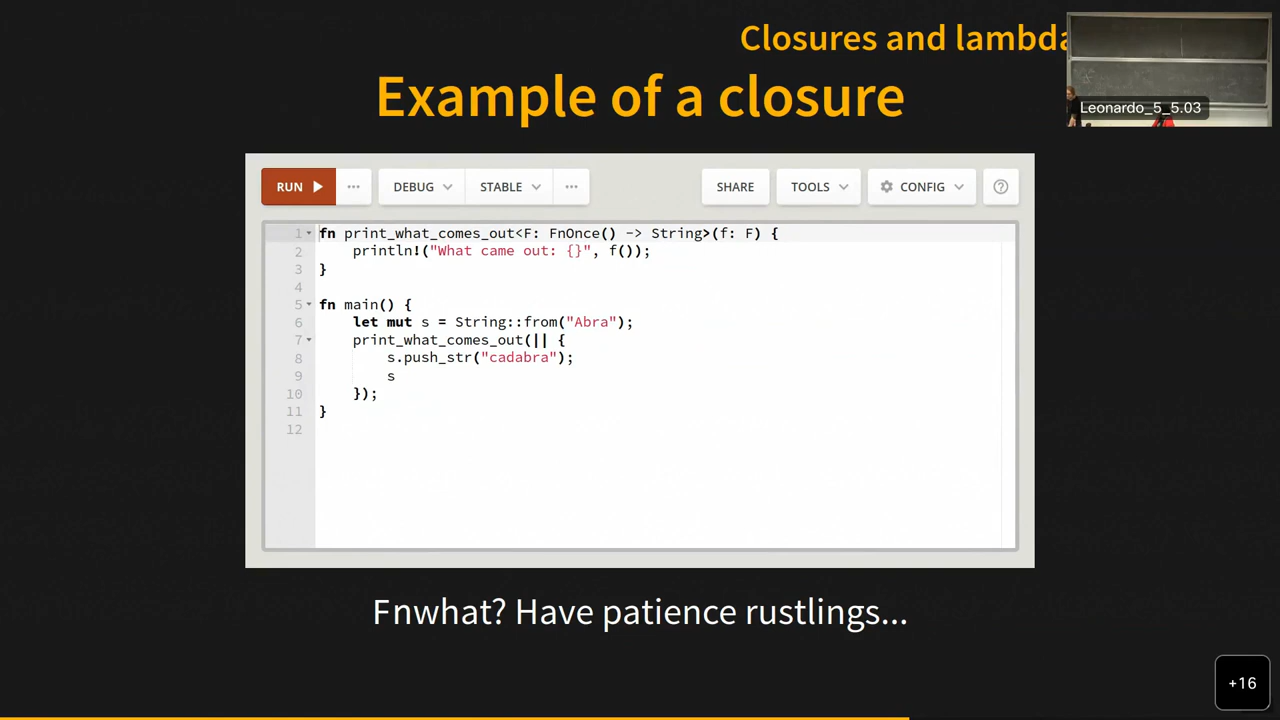 Closures and lambda
Example of a closure
Leonardo_5_5.03
RUN
DEBUG
STABLE
SHARE
TOOLS
CONFIG
1 fn print_what_comes_out<F: FnOnce() -> String>(f: F) {
2     println!("What came out: {}", f());
3 }
4
5 fn main() {
6     let mut s = String::from("Abra");
7     print_what_comes_out(|| {
8         s.push_str("cadabra");
9         s
10     });
11 }
12
Fnwhat? Have patience rustlings...
+16